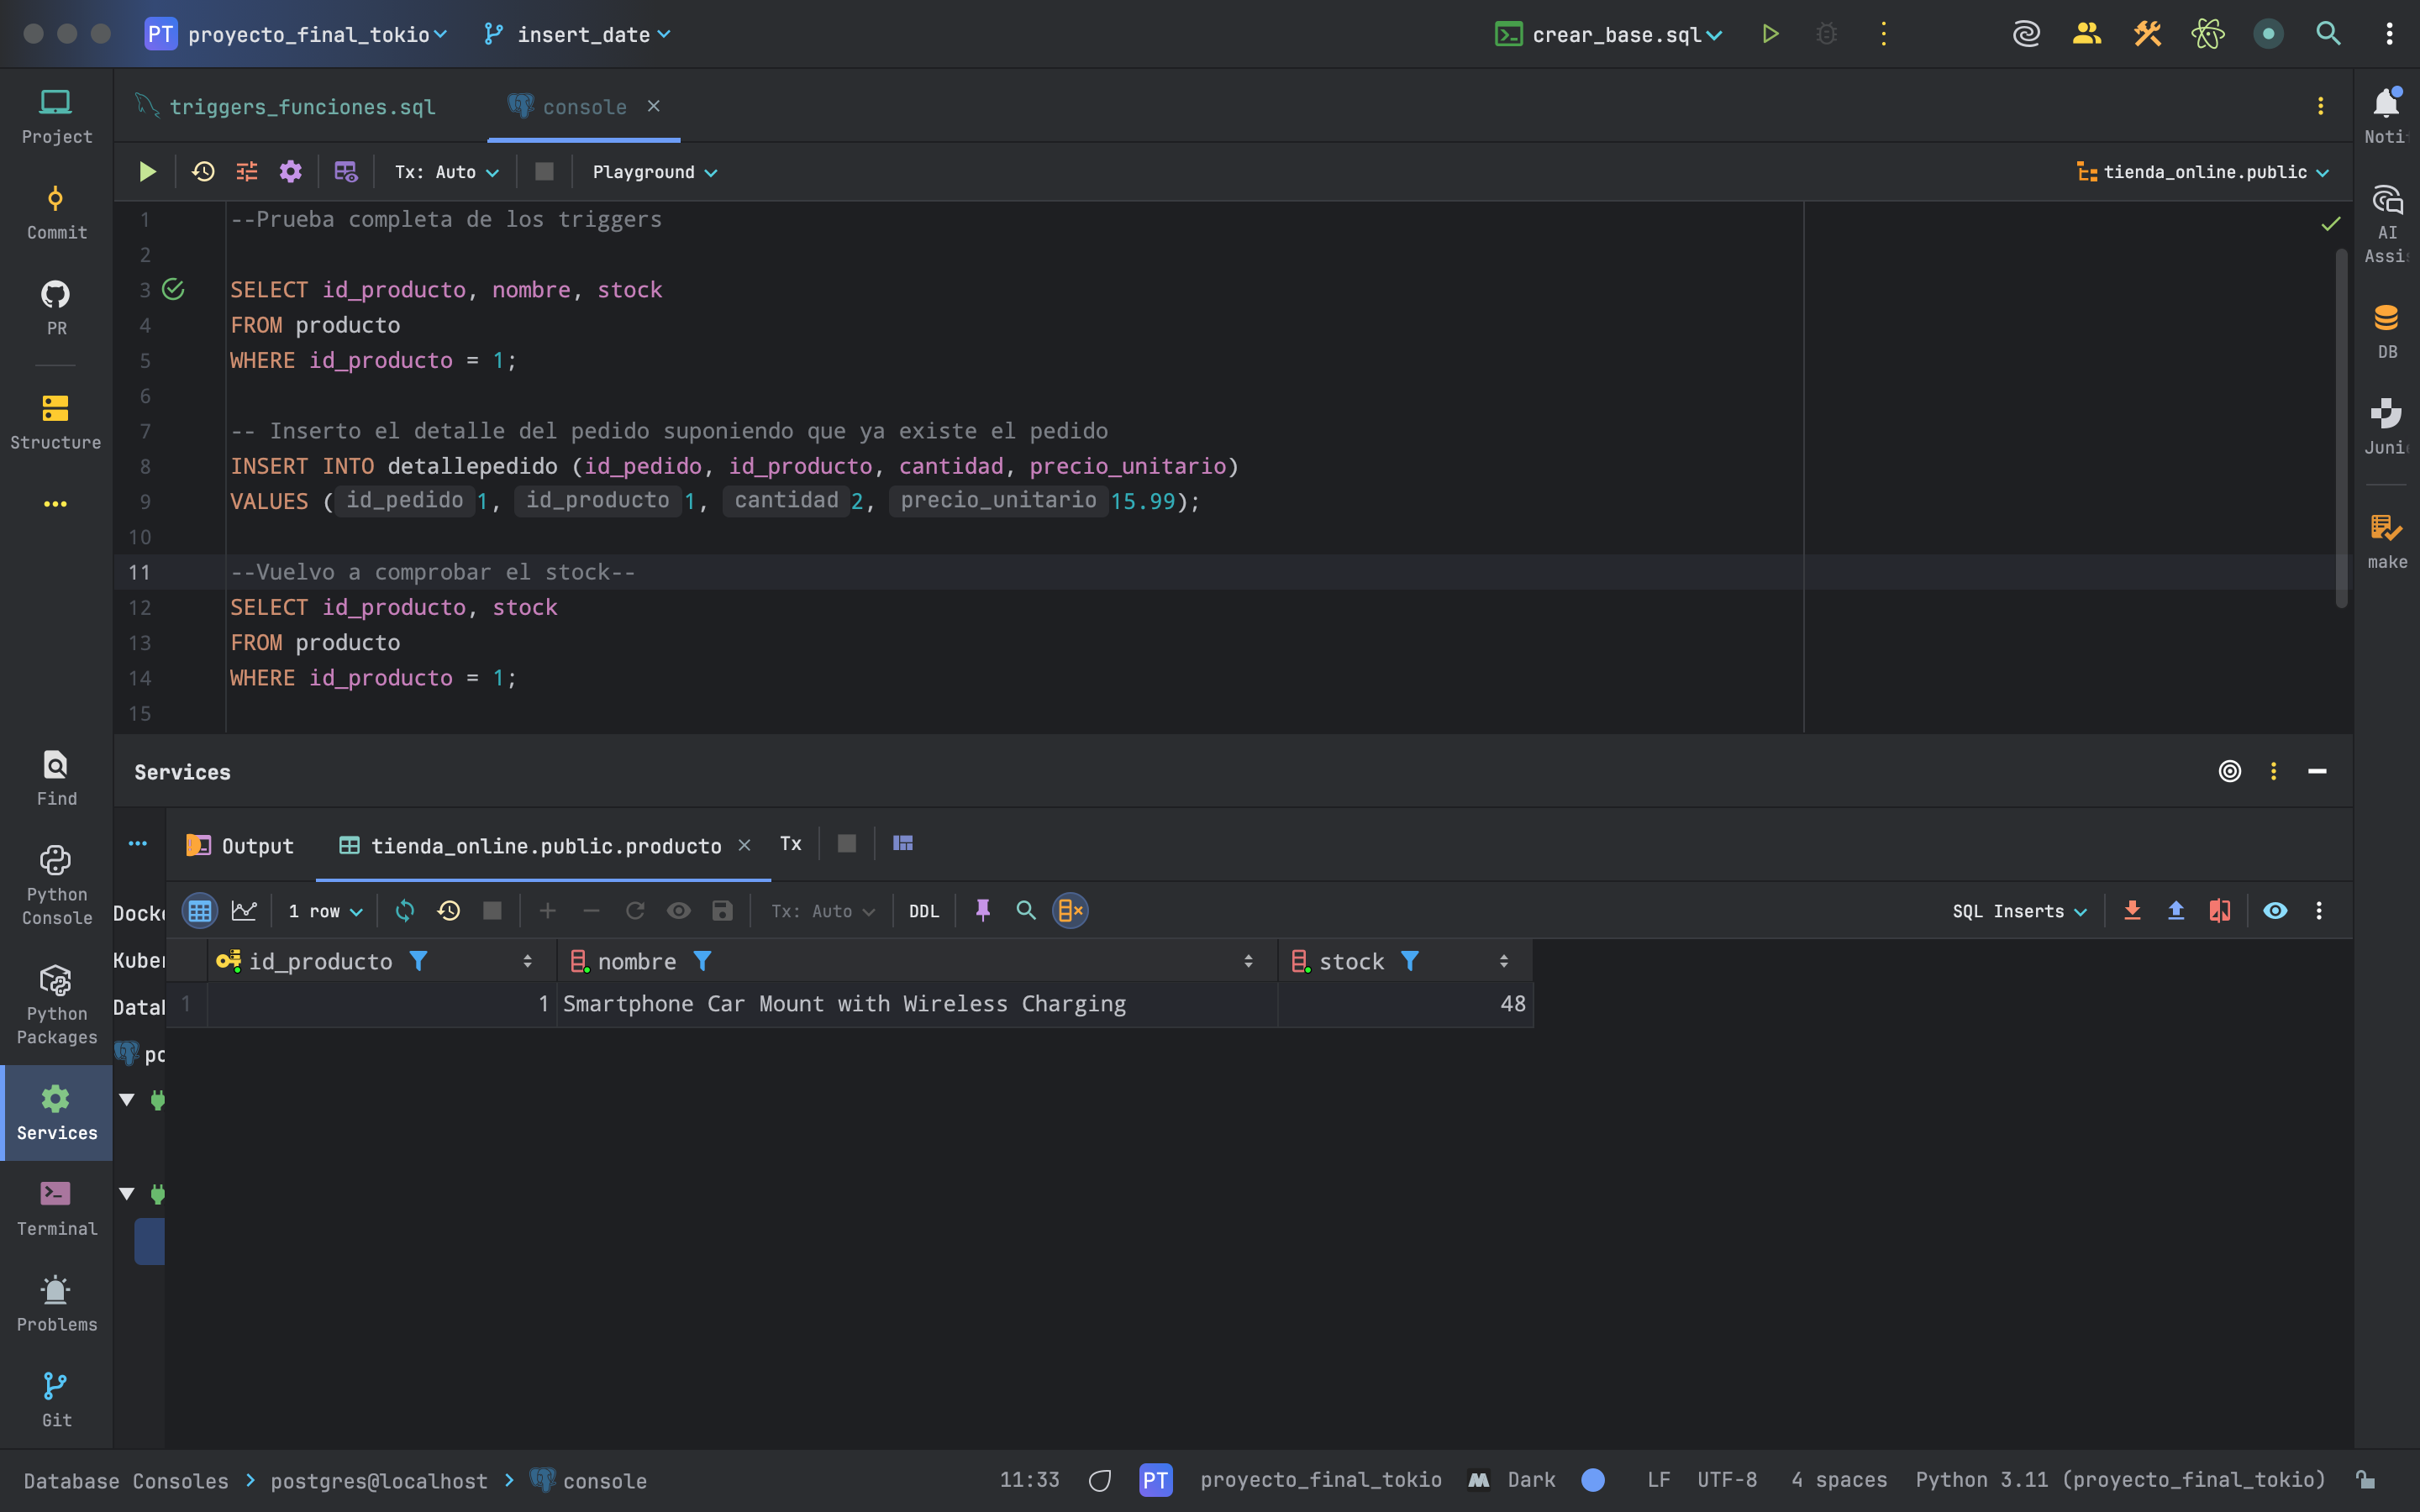 PT proyecto_final_tokio insert_date crear_base.sql
Project
Commit
PR
Structure
Find
Python
Console
Python
Packages
Services
Terminal
Problems
Git
triggers_funciones.sql console
Tx: Auto Playground tienda_online.public
1 --Prueba completa de los triggers
2
3 SELECT id_producto, nombre, stock
4 FROM producto
5 WHERE id_producto = 1;
6
7 -- Inserto el detalle del pedido suponiendo que ya existe el pedido
8 INSERT INTO detallepedido (id_pedido, id_producto, cantidad, precio_unitario)
9 VALUES ( id_pedido 1, id_producto 1, cantidad 2, precio_unitario 15.99);
10
11 --Vuelvo a comprobar el stock--
12 SELECT id_producto, stock
13 FROM producto
14 WHERE id_producto = 1;
15
Services
Output tienda_online.public.producto Tx
1 row Tx: Auto DDL SQL Inserts
Docke
Kuber
Datab
po
id_producto nombre stock
1 1 Smartphone Car Mount with Wireless Charging 48
Noti
AI
Assi
DB
Juni
make
Database Consoles > postgres@localhost > console 11:33 PT proyecto_final_tokio Dark LF UTF-8 4 spaces Python 3.11 (proyecto_final_tokio)